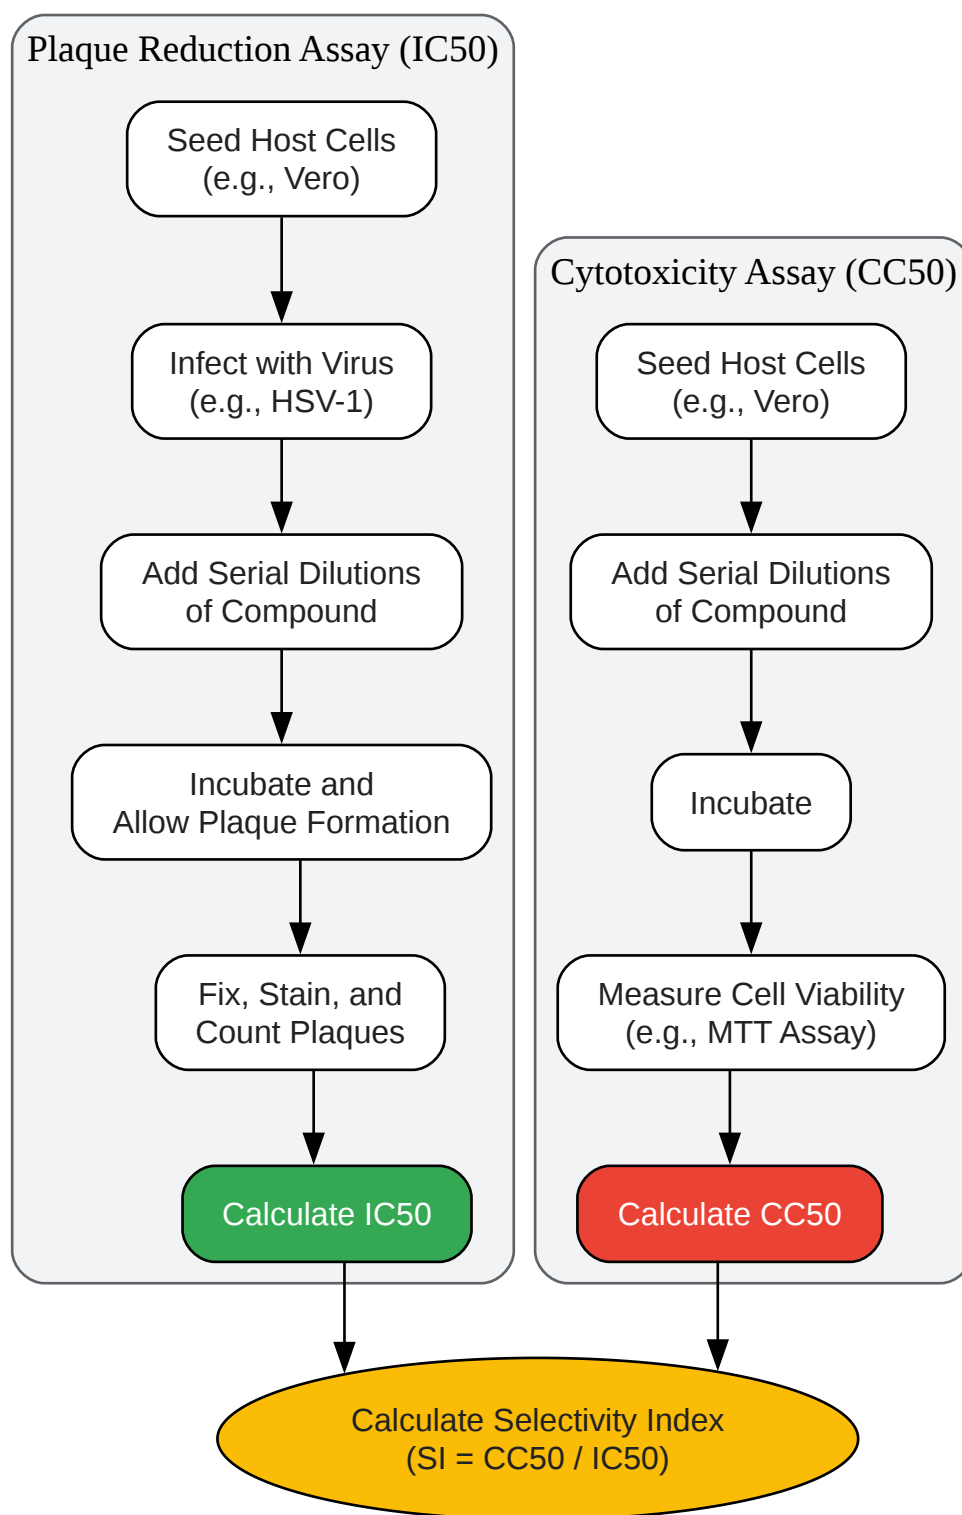 Plaque Reduction Assay (IC50)
Seed Host Cells
(e.g., Vero)
Infect with Virus
(e.g., HSV-1)
Add Serial Dilutions
of Compound
Incubate and
Allow Plaque Formation
Fix, Stain, and
Count Plaques
Calculate IC50
Cytotoxicity Assay (CC50)
Seed Host Cells
(e.g., Vero)
Add Serial Dilutions
of Compound
Incubate
Measure Cell Viability
(e.g., MTT Assay)
Calculate CC50
Calculate Selectivity Index
(SI = CC50 / IC50)